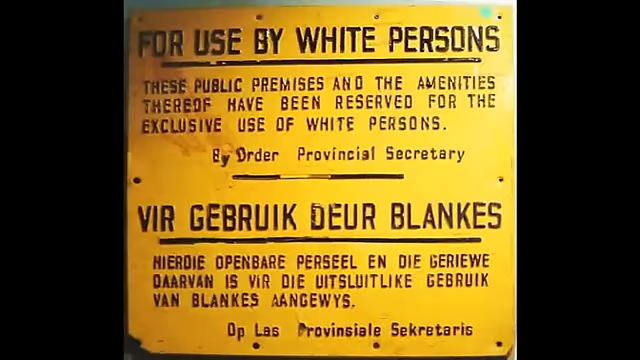 FOR USE BY WHITE PERSONS
THESE PUBLIC PREMISES AND THE AMENITIES
THEREOF HAVE BEEN RESERVED FOR THE
EXCLUSIVE USE OF WHITE PERSONS.
By Order Provincial Secretary
VIR GEBRUIK DEUR BLANKES
HIERDIE OPENBARE PERSEEL EN DIE GERIEWE
DAARVAN IS VIR DIE UITSLUITLIKE GEBRUIK
VAN BLANKES AANGEWYS.
Op Las Provinsiale Sekretaris